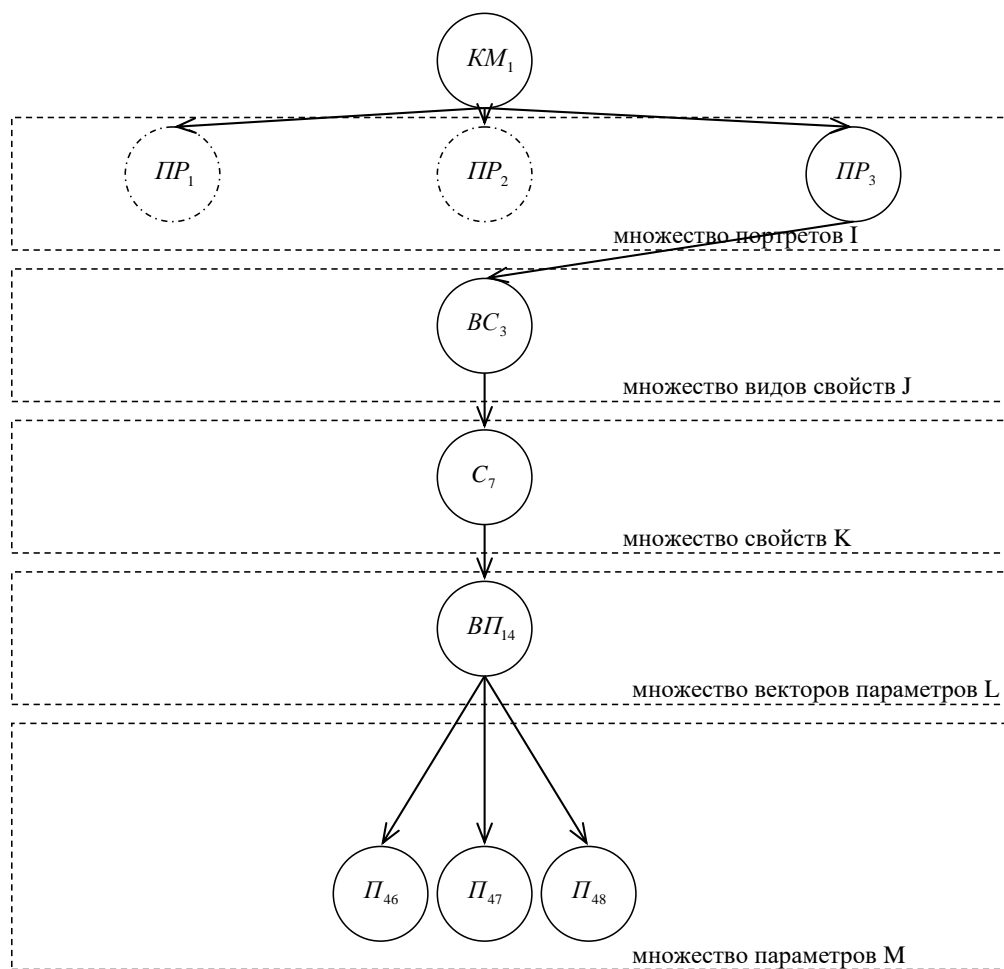 КМ₁
ПР₁ ПР₂ ПР₃
множество портретов I
ВС₃
множество видов свойств J
С₇
множество свойств K
ВП₁₄
множество векторов параметров L
П₄₆ П₄₇ П₄₈
множество параметров M